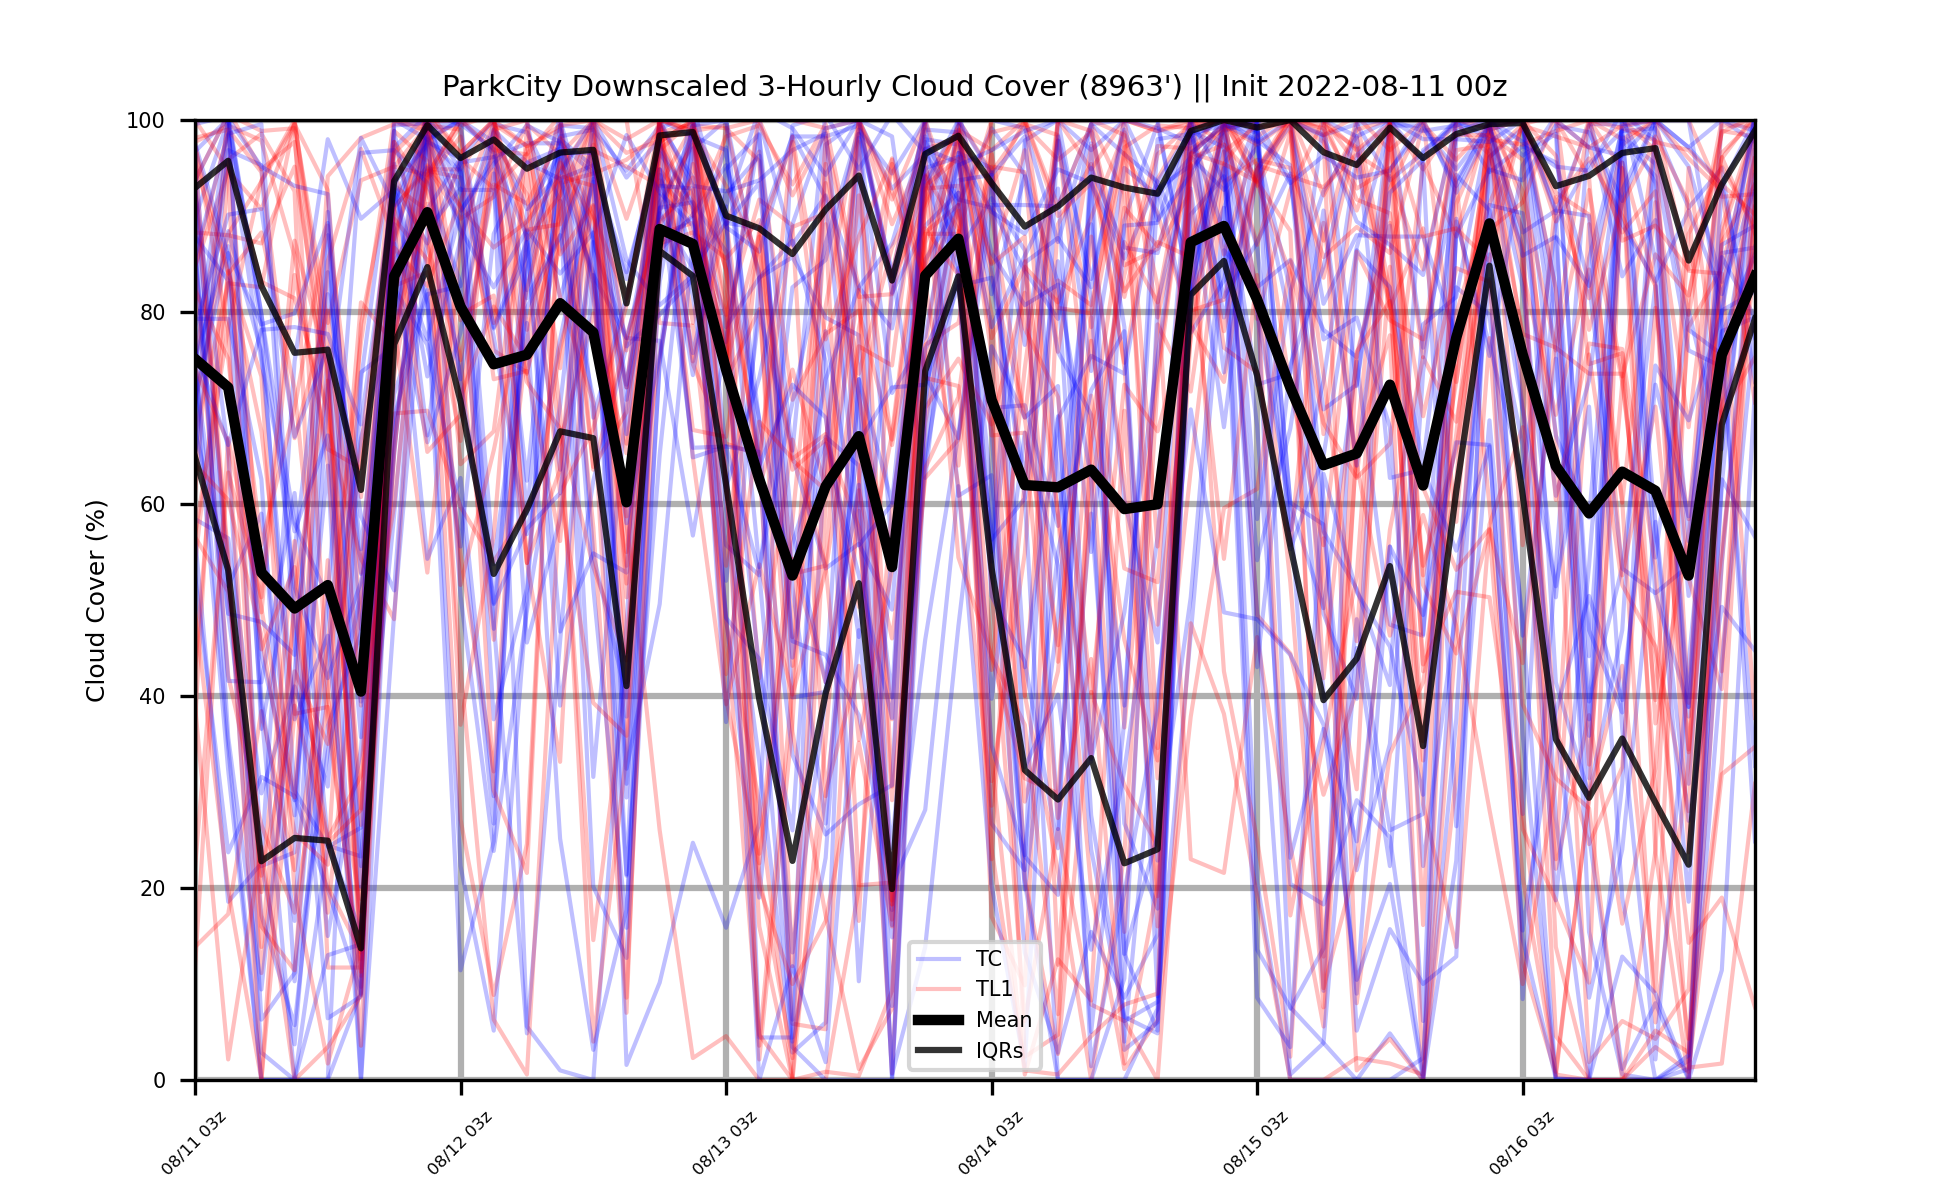 ParkCity Downscaled 3-Hourly Cloud Cover (8963') || Init 2022-08-11 00z
100
80
60
40
20
0
Cloud Cover (%)
TC
TL1
Mean
IQRs
08/11 03z
08/12 03z
08/13 03z
08/14 03z
08/15 03z
08/16 03z